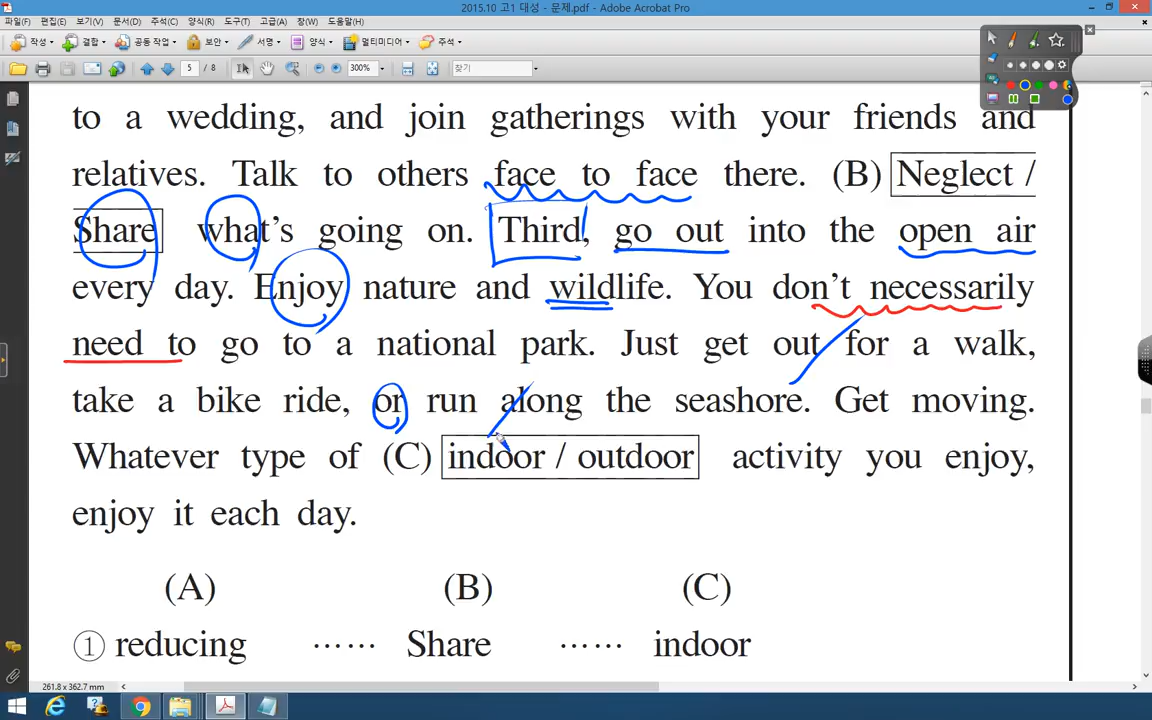 2015.10 고1 대성 - 문제.pdf - Adobe Acrobat Pro
파일(F) 편집(E) 보기(V) 문서(D) 주석(C) 양식(R) 도구(T) 고급(A) 창(W) 도움말(H)
작성 결합 공동 작업 보안 서명 양식 멀티미디어 주석
5 / 8 300% 찾기
to a wedding, and join gatherings with your friends and
relatives. Talk to others face to face there. (B) Neglect /
Share what's going on. Third, go out into the open air
every day. Enjoy nature and wildlife. You don't necessarily
need to go to a national park. Just get out for a walk,
take a bike ride, or run along the seashore. Get moving.
Whatever type of (C) indoor / outdoor activity you enjoy,
enjoy it each day.
(A) (B) (C)
① reducing ⋯⋯ Share ⋯⋯ indoor
261.8 x 362.7 mm